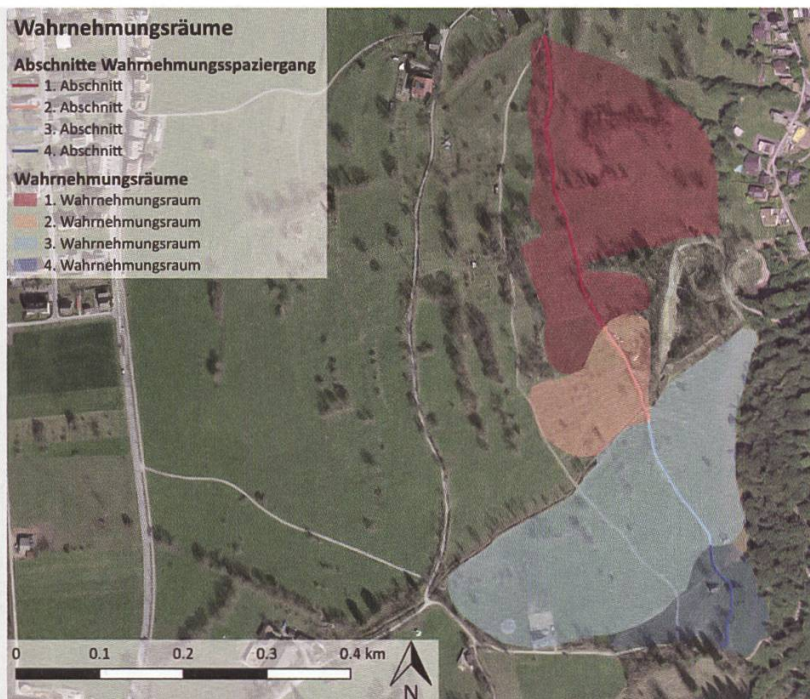 Wahrnehmungsräume
Abschnitte Wahrnehmungsspaziergang
1. Abschnitt
2. Abschnitt
3. Abschnitt
4. Abschnitt
Wahrnehmungsräume
1. Wahrnehmungsraum
2. Wahrnehmungsraum
3. Wahrnehmungsraum
4. Wahrnehmungsraum
0 0.1 0.2 0.3 0.4 km
N